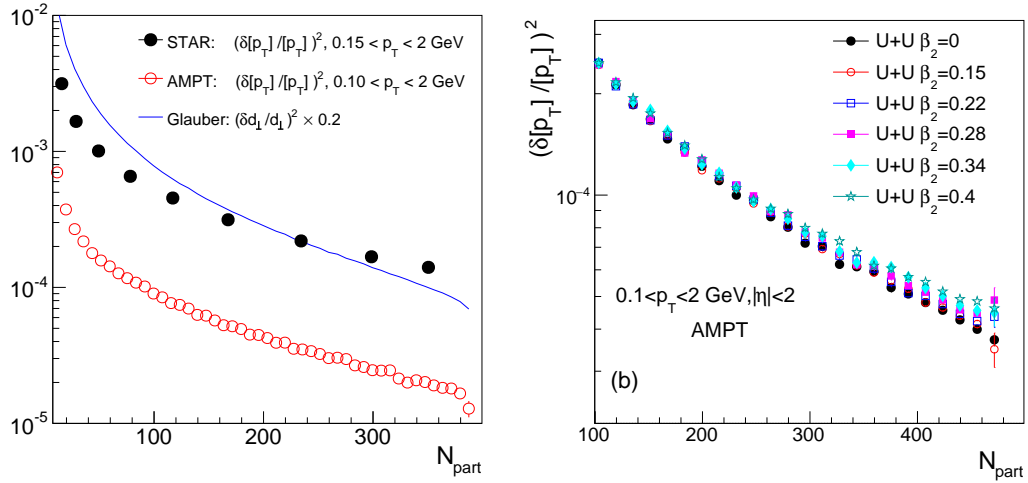 10^-2
10^-3
10^-4
10^-5
STAR: (δ[p_T]/[p_T])^2, 0.15 < p_T < 2 GeV
AMPT: (δ[p_T]/[p_T])^2, 0.10 < p_T < 2 GeV
Glauber: (δd_⊥/d_⊥)^2 × 0.2
100 200 300
N_part
(δ[p_T]/[p_T])^2
10^-4
U+U β_2=0
U+U β_2=0.15
U+U β_2=0.22
U+U β_2=0.28
U+U β_2=0.34
U+U β_2=0.4
0.1<p_T<2 GeV,|η|<2
AMPT
(b)
100 200 300 400
N_part